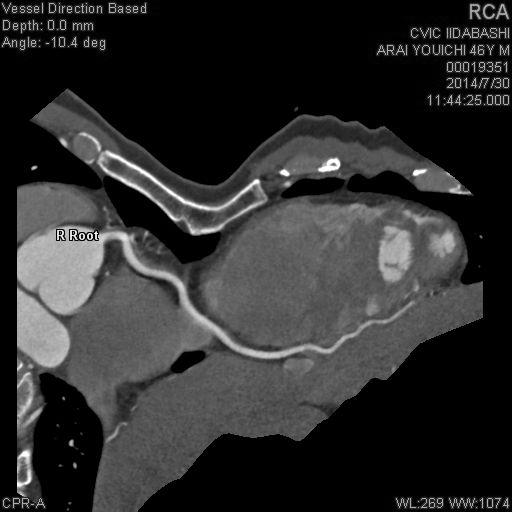 Vessel Direction Based
Depth: 0.0 mm
Angle: -10.4 deg
RCA
CVIC IIDABASHI
ARAI YOUICHI 46Y M
00019351
2014/7/30
11:44:25.000
R Root
CPR-A
WL:269 WW:1074